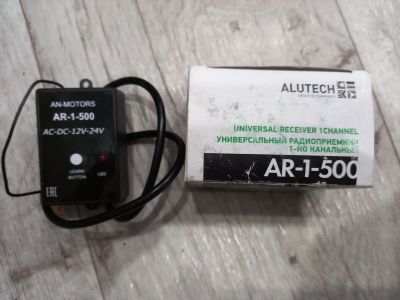 AN-MOTORS
AR-1-500
AC-DC-12V-24V
LEARN
BUTTON
LED
EAC
ALUTECH
UNIVERSAL RECEIVER 1CHANNEL
УНИВЕРСАЛЬНЫЙ РАДИОПРИЕМНИК
1-НО КАНАЛЬНЫЙ
AR-1-500